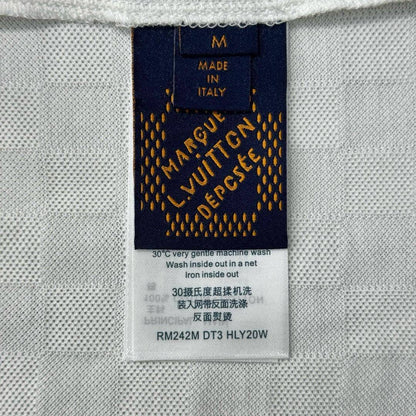 M
MADE IN
ITALY
MARQUE
L.VUITTON
DÉPOSÉE
30°C very gentle machine wash
Wash inside out in a net
Iron inside out
30摄氏度超揉机洗
装入网带反面洗涤
反面熨烫
RM242M DT3 HLY20W